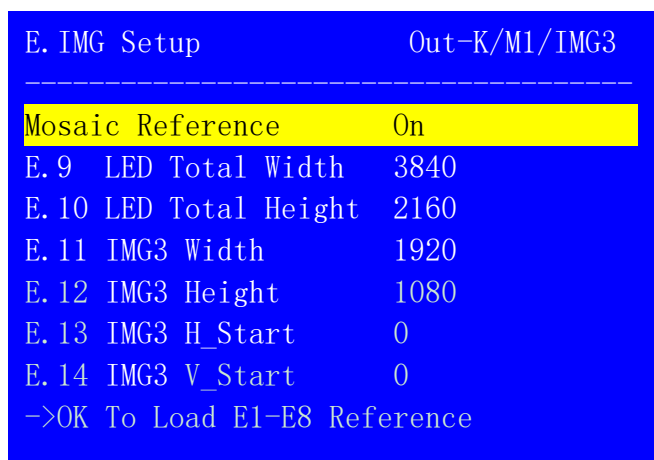 E.IMG Setup Out-K/M1/IMG3
Mosaic Reference On
E.9 LED Total Width 3840
E.10 LED Total Height 2160
E.11 IMG3 Width 1920
E.12 IMG3 Height 1080
E.13 IMG3 H_Start 0
E.14 IMG3 V_Start 0
->OK To Load E1-E8 Reference